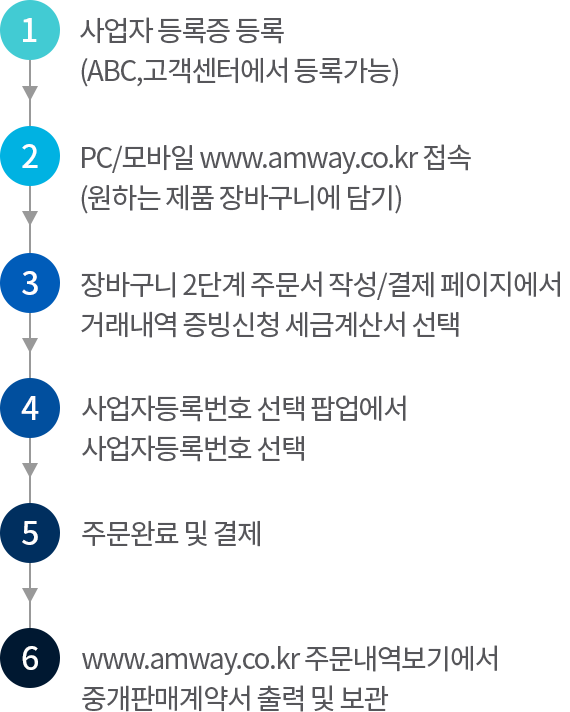 1
사업자 등록증 등록
(ABC,고객센터에서 등록가능)
2
PC/모바일 www.amway.co.kr 접속
(원하는 제품 장바구니에 담기)
3
장바구니 2단계 주문서 작성/결제 페이지에서
거래내역 증빙신청 세금계산서 선택
4
사업자등록번호 선택 팝업에서
사업자등록번호 선택
5
주문완료 및 결제
6
www.amway.co.kr 주문내역보기에서
중개판매계약서 출력 및 보관